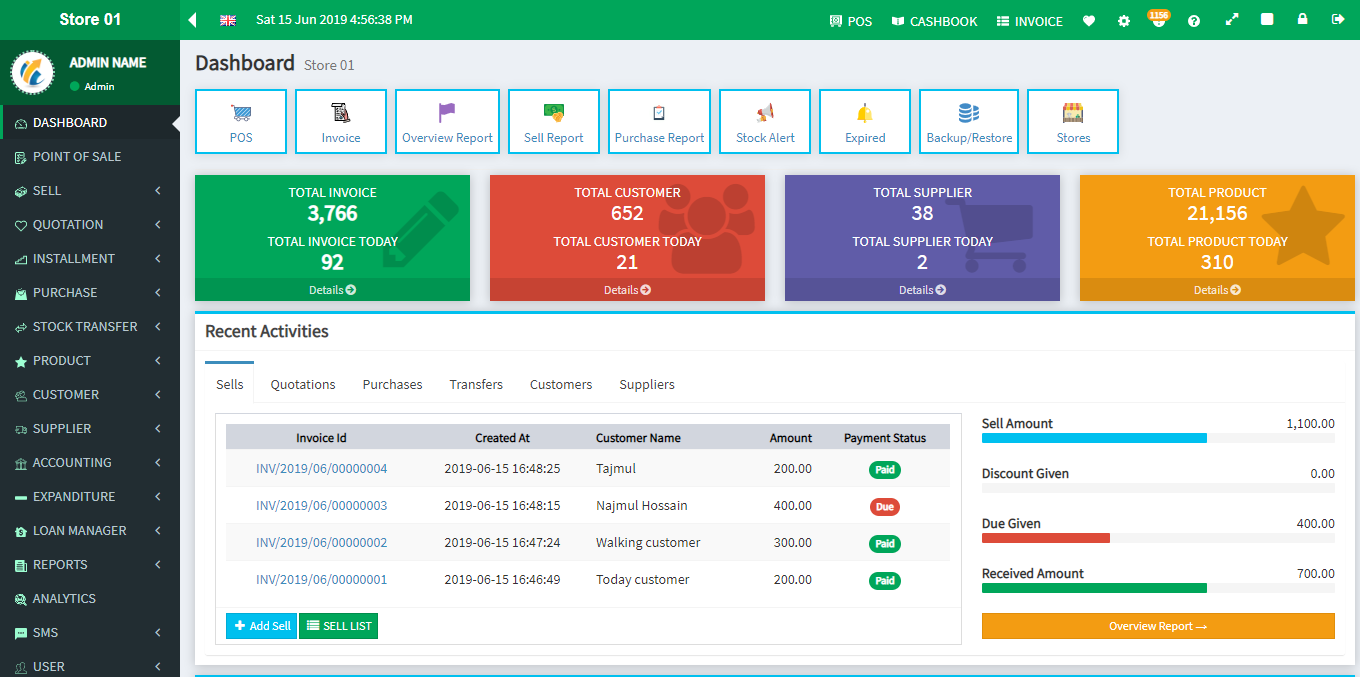 Store 01
Sat 15 Jun 2019 4:56:38 PM
POS
CASHBOOK
INVOICE
1156
ADMIN NAME
Admin
DASHBOARD
POINT OF SALE
SELL
QUOTATION
INSTALLMENT
PURCHASE
STOCK TRANSFER
PRODUCT
CUSTOMER
SUPPLIER
ACCOUNTING
EXPANDITURE
LOAN MANAGER
REPORTS
ANALYTICS
SMS
USER
Dashboard Store 01
POS
Invoice
Overview Report
Sell Report
Purchase Report
Stock Alert
Expired
Backup/Restore
Stores
TOTAL INVOICE
3,766
TOTAL INVOICE TODAY
92
Details
TOTAL CUSTOMER
652
TOTAL CUSTOMER TODAY
21
Details
TOTAL SUPPLIER
38
TOTAL SUPPLIER TODAY
2
Details
TOTAL PRODUCT
21,156
TOTAL PRODUCT TODAY
310
Details
Recent Activities
Sells Quotations Purchases Transfers Customers Suppliers
Invoice Id Created At Customer Name Amount Payment Status
INV/2019/06/00000004 2019-06-15 16:48:25 Tajmul 200.00 Paid
INV/2019/06/00000003 2019-06-15 16:48:15 Najmul Hossain 400.00 Due
INV/2019/06/00000002 2019-06-15 16:47:24 Walking customer 300.00 Paid
INV/2019/06/00000001 2019-06-15 16:46:49 Today customer 200.00 Paid
Add Sell
SELL LIST
Sell Amount 1,100.00
Discount Given 0.00
Due Given 400.00
Received Amount 700.00
Overview Report →